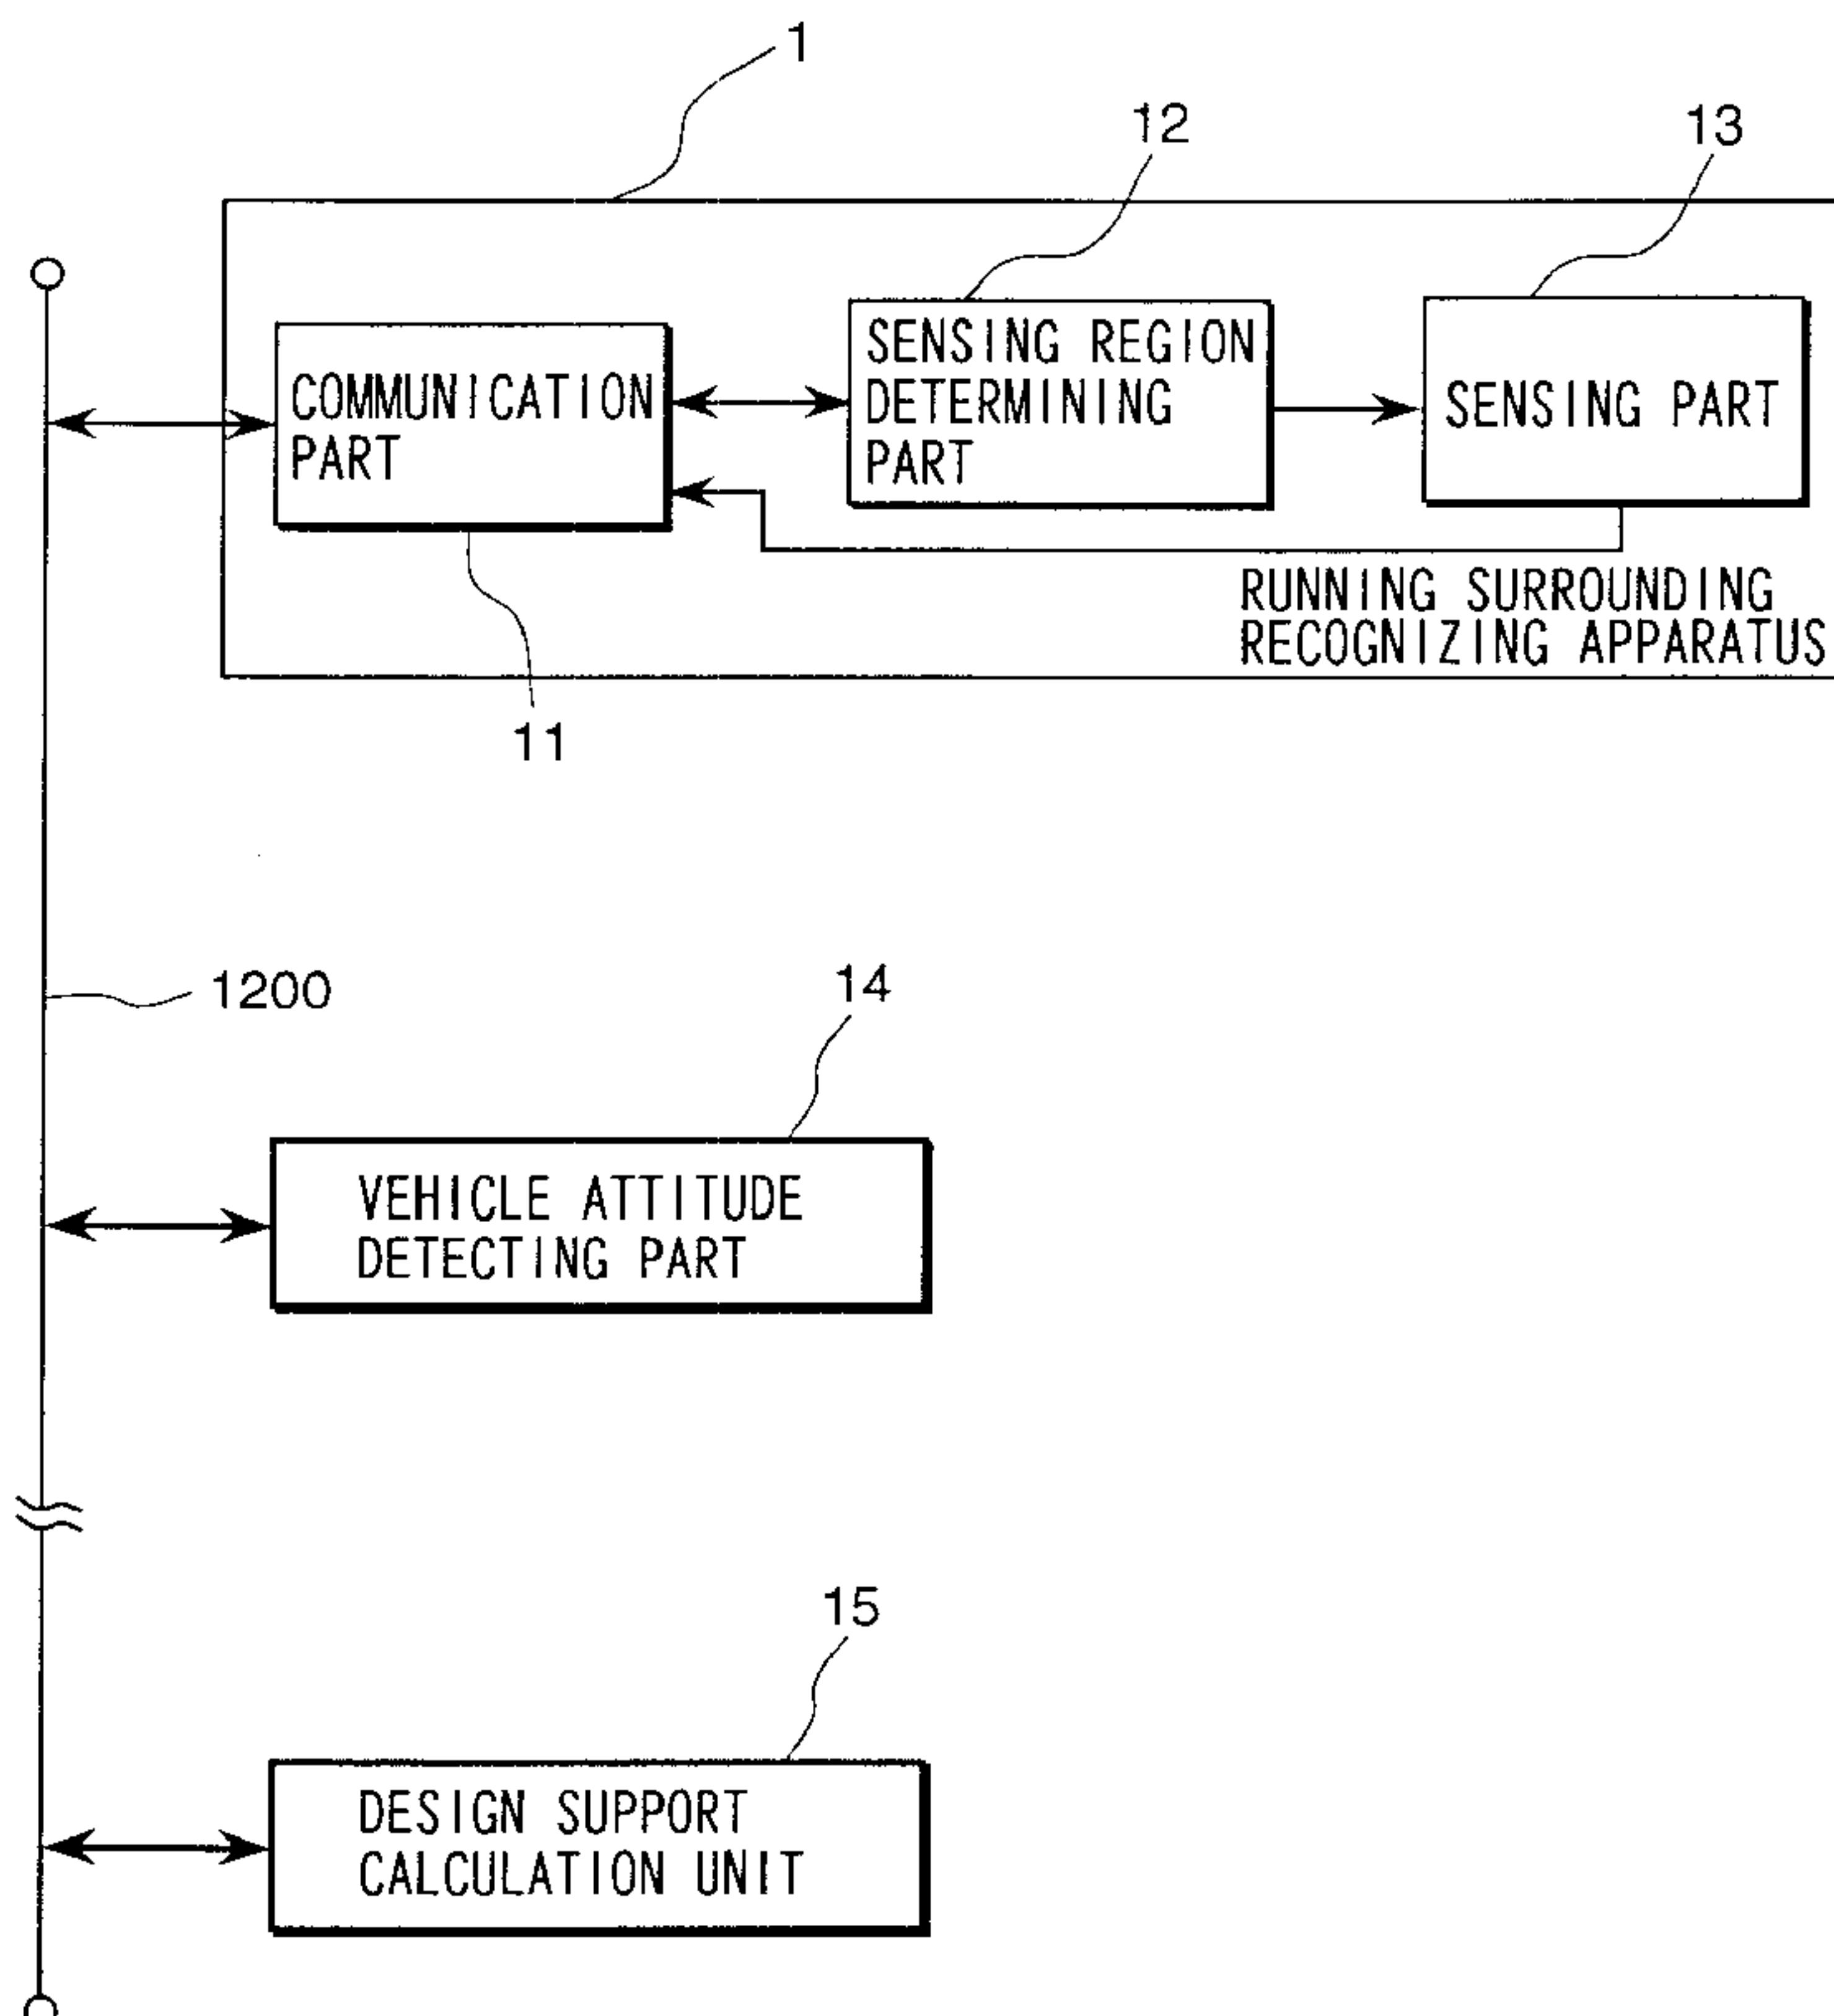 1
12
13
COMMUNICATION
PART
SENSING REGION
DETERMINING
PART
SENSING PART
RUNNING SURROUNDING
RECOGNIZING APPARATUS
11
1200
14
VEHICLE ATTITUDE
DETECTING PART
15
DESIGN SUPPORT
CALCULATION UNIT